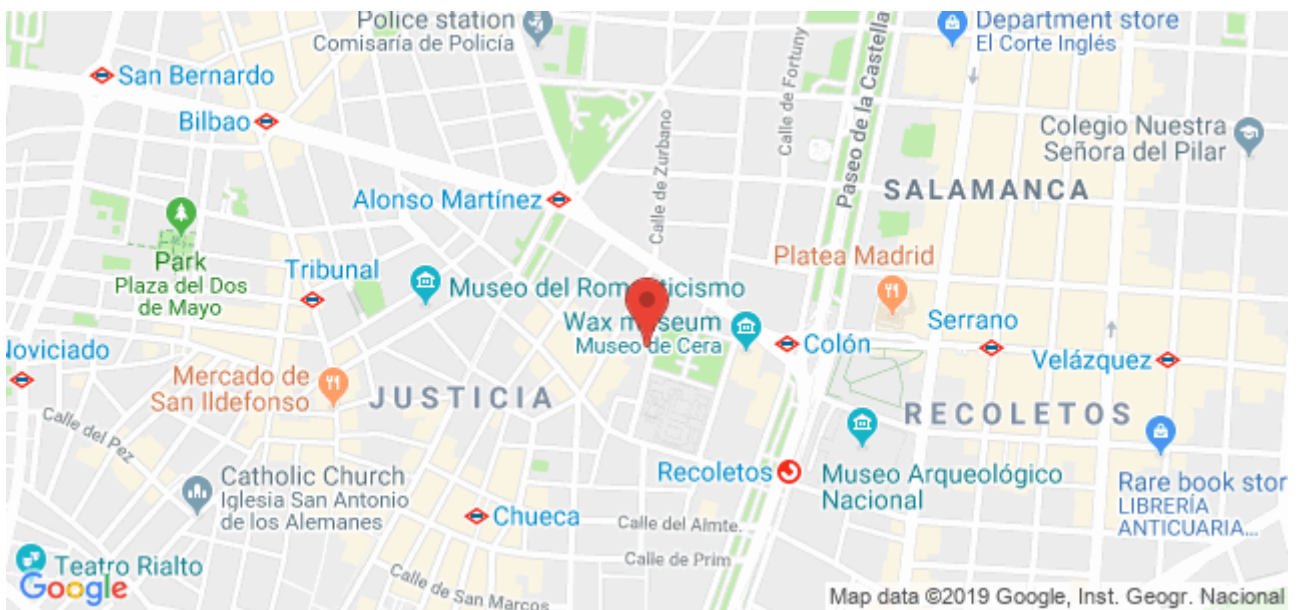 Police station
Comisaría de Policía
Department store
El Corte Inglés
San Bernardo
Bilbao
Calle de Fortuny
Paseo de la Castella
Calle de Zurbano
Colegio Nuestra
Señora del Pilar
Alonso Martínez
SALAMANCA
Park
Plaza del Dos
de Mayo
Tribunal
Museo del Rom ticismo
Platea Madrid
Wax m seum
Museo de Cera
Colón
Serrano
Velázquez
Noviciado
Mercado de
San Ildefonso
JUSTICIA
RECOLETOS
Calle del Pez
Recoletos
Museo Arqueológico
Nacional
Rare book stor
LIBRERÍA
ANTICUARIA...
Catholic Church
Iglesia San Antonio
de los Alemanes
Chueca
Calle del Almte.
Calle de Prim
Teatro Rialto
Calle de San Marcos
Google
Map data ©2019 Google, Inst. Geogr. Nacional